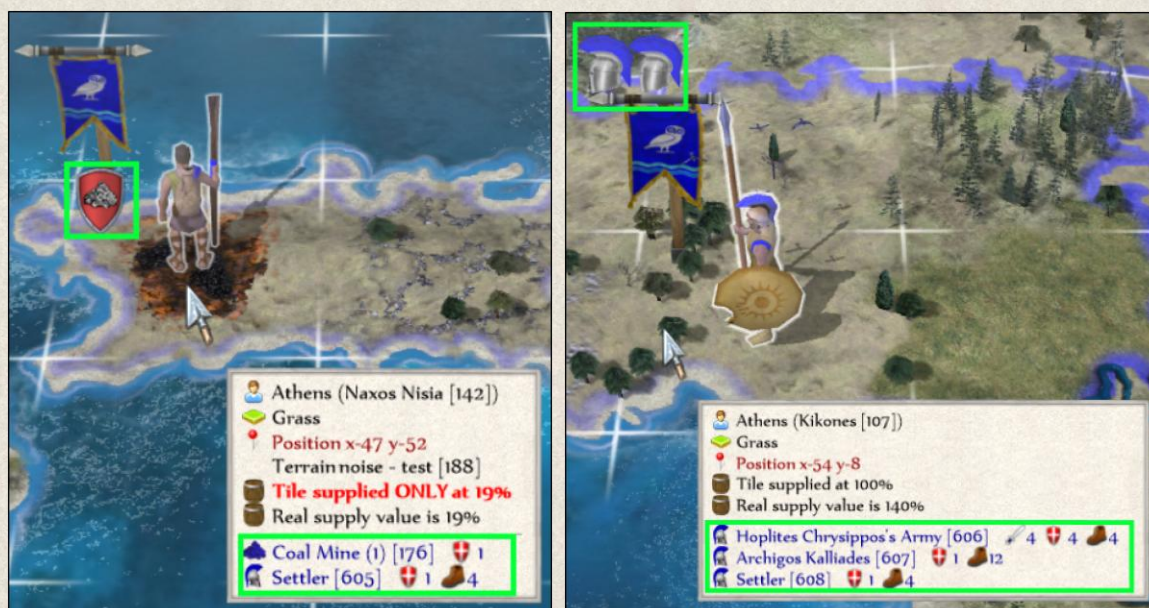 Athens (Naxos Nisia [142])
Grass
Position x-47 y-52
Terrain noise - test [188]
Tile supplied ONLY at 19%
Real supply value is 19%
Coal Mine (1) [176] 1
Settler [605] 1 4
Athens (Kikones [107])
Grass
Position x-54 y-8
Tile supplied at 100%
Real supply value is 140%
Hoplites Chrysippos's Army [606] 4 4 4
Archigos Kalliades [607] 1 12
Settler [608] 1 4